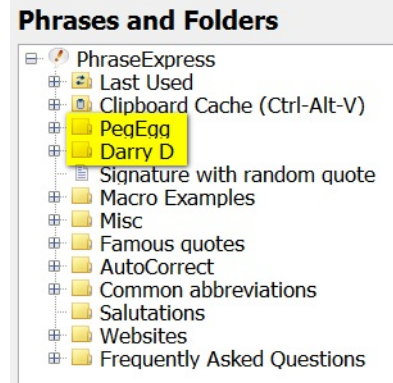 Phrases and Folders
PhraseExpress
Last Used
Clipboard Cache (Ctrl-Alt-V)
PegEgg
Darry D
Signature with random quote
Macro Examples
Misc
Famous quotes
AutoCorrect
Common abbreviations
Salutations
Websites
Frequently Asked Questions